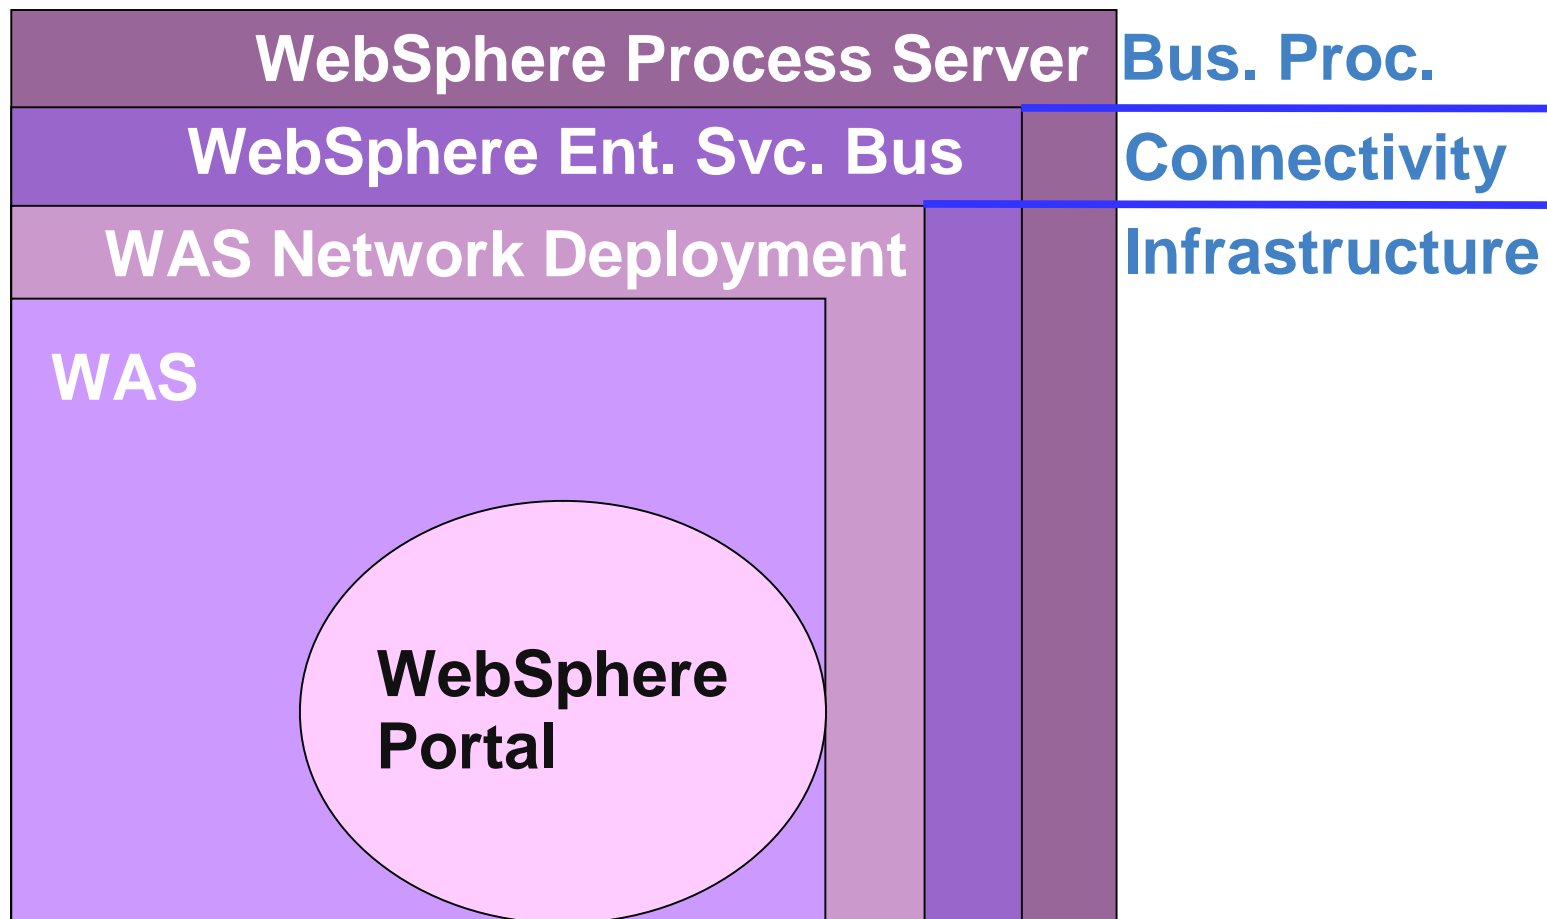 WebSphere Process Server
Bus. Proc.
WebSphere Ent. Svc. Bus
Connectivity
WAS Network Deployment
Infrastructure
WAS
WebSphere
Portal